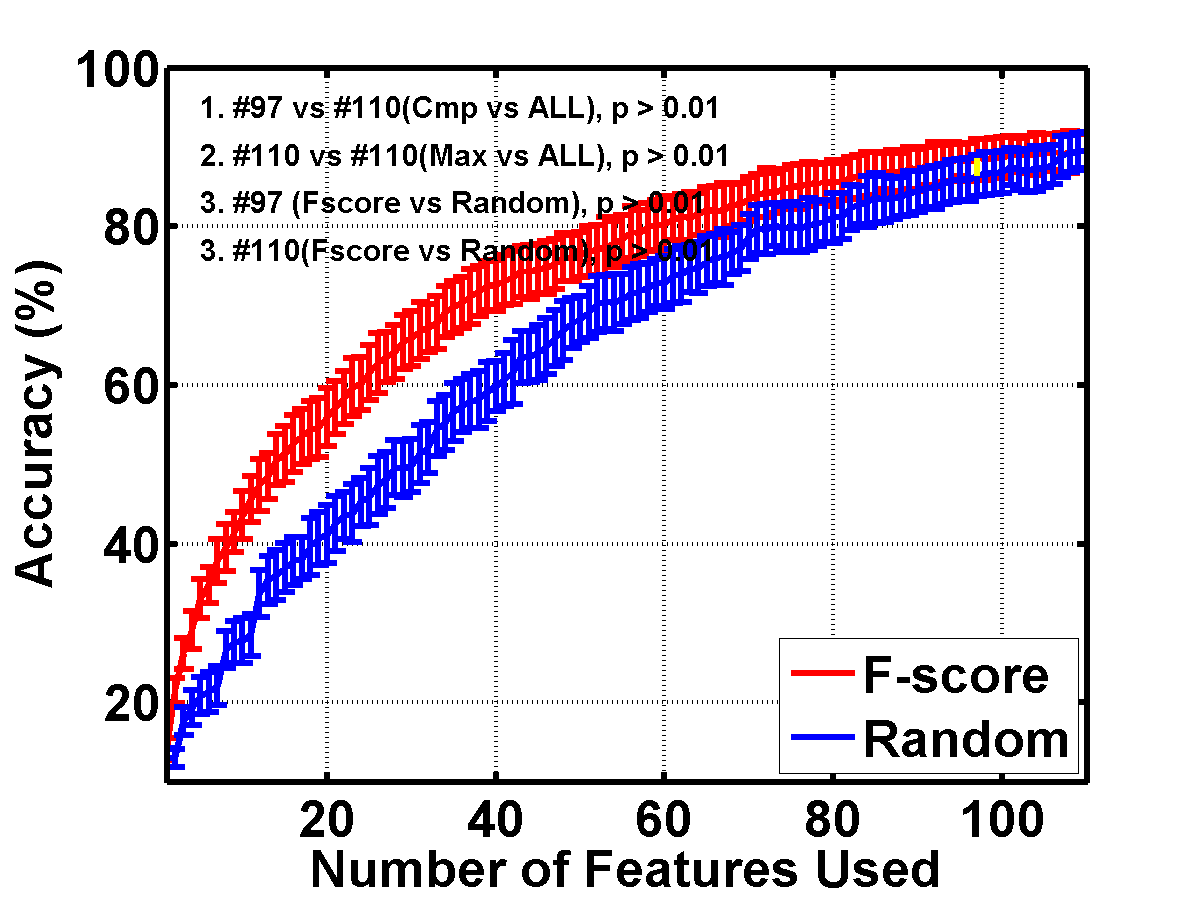 100
80
60
40
20
Accuracy (%)
1. #97 vs #110(Cmp vs ALL), p > 0.01
2. #110 vs #110(Max vs ALL), p > 0.01
3. #97 (Fscore vs Random), p > 0.01
3. #110(Fscore vs Random), p > 0.01
F-score
Random
20 40 60 80 100
Number of Features Used